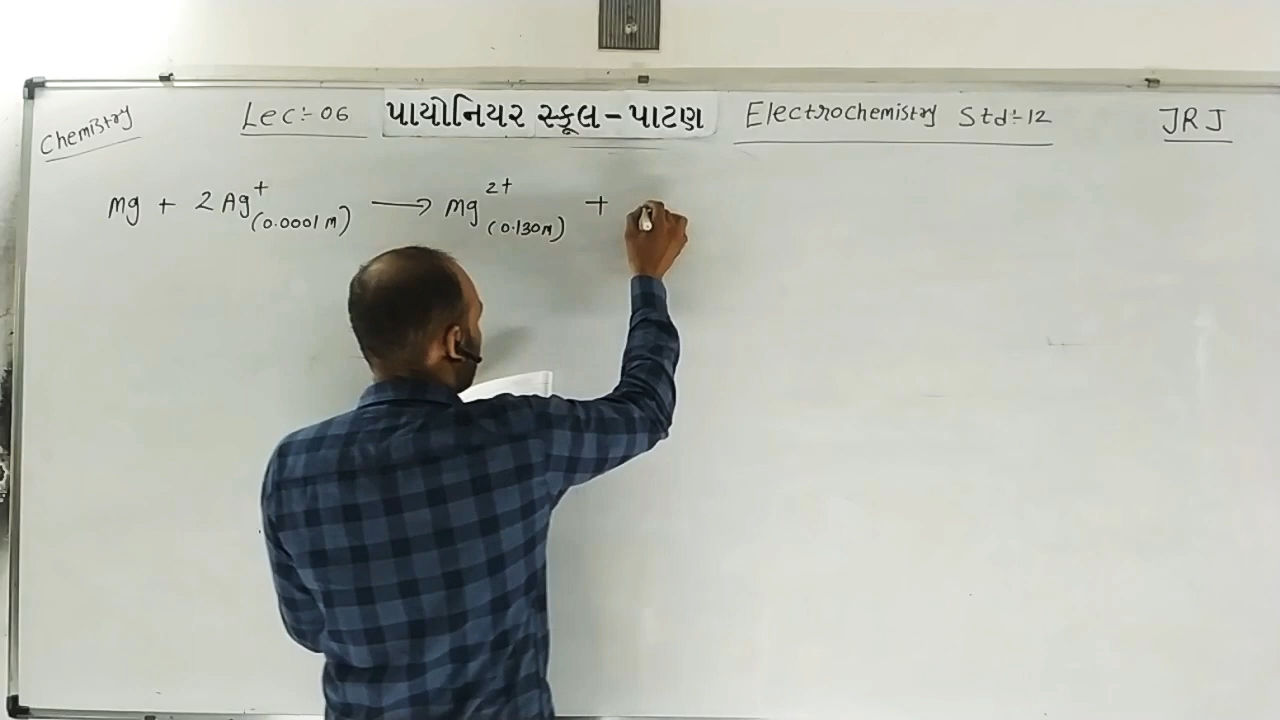 Chemistry Lec:-06 પાયોનિયર સ્કૂલ - પાટણ Electrochemistry Std:-12 JRJ
Mg + 2Ag⁺(0.0001M) ⟶ Mg²⁺(0.130M) +